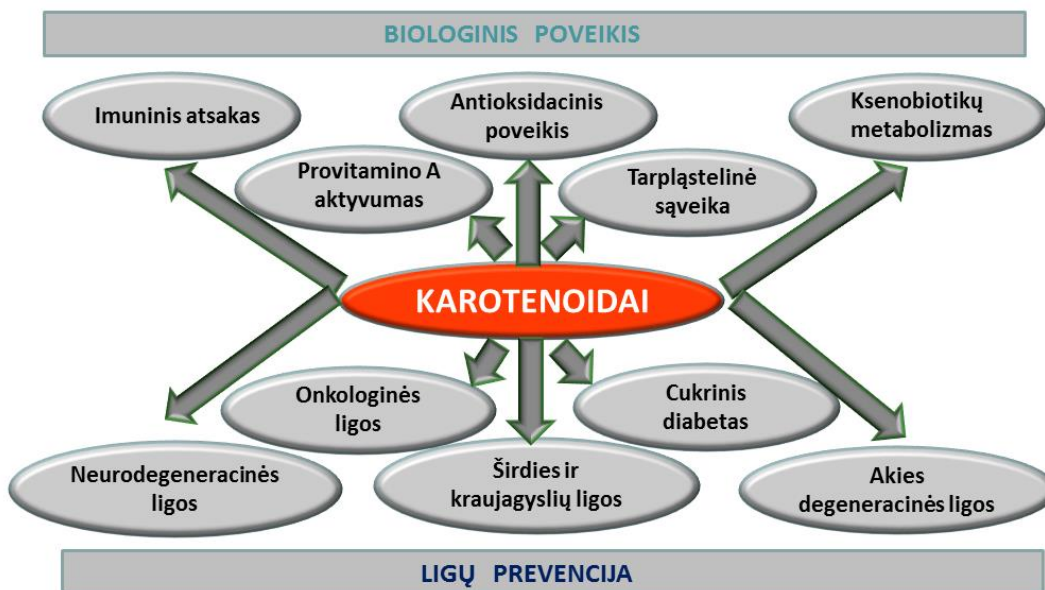 BIOLOGINIS POVEIKIS
Imuninis atsakas
Antioksidacinis
poveikis
Ksenobiotikų
metabolizmas
Provitamino A
aktyvumas
Tarpląstelinė
sąveika
KAROTENOIDAI
Onkologinės
ligos
Cukrinis
diabetas
Neurodegeneracinės
ligos
Širdies ir
kraujagyslių ligos
Akies
degeneracinės ligos
LIGŲ PREVENCIJA